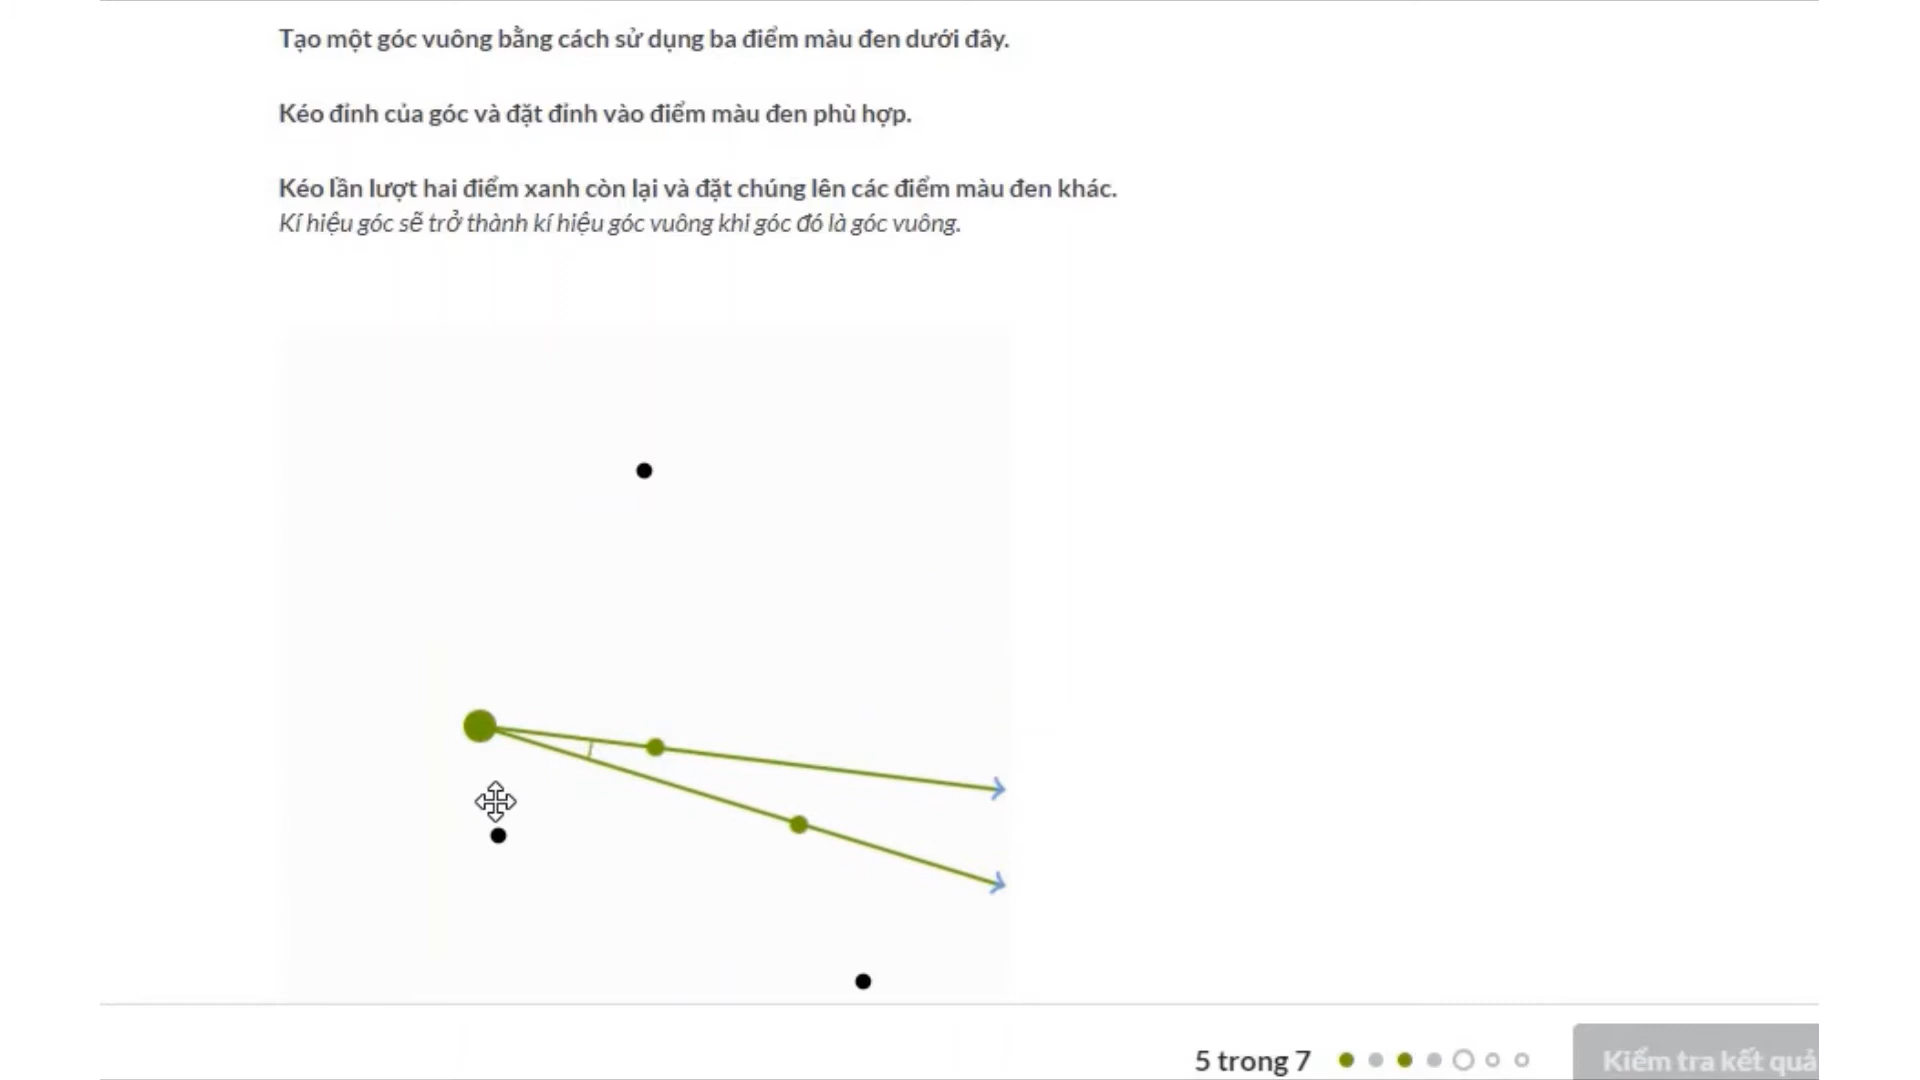 Tạo một góc vuông bằng cách sử dụng ba điểm màu đen dưới đây.
Kéo đỉnh của góc và đặt đỉnh vào điểm màu đen phù hợp.
Kéo lần lượt hai điểm xanh còn lại và đặt chúng lên các điểm màu đen khác.
Kí hiệu góc sẽ trở thành kí hiệu góc vuông khi góc đó là góc vuông.
5 trong 7
Kiểm tra kết quả